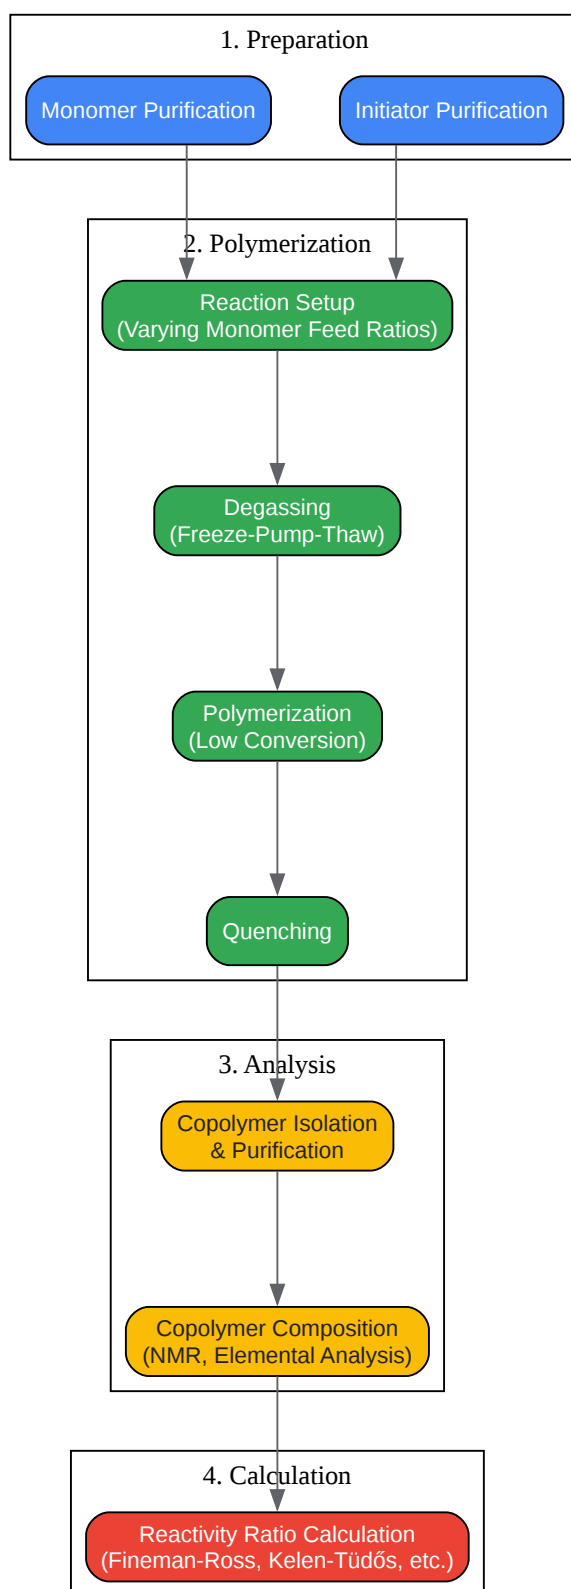 1. Preparation
Monomer Purification
Initiator Purification
2. Polymerization
Reaction Setup
(Varying Monomer Feed Ratios)
Degassing
(Freeze-Pump-Thaw)
Polymerization
(Low Conversion)
Quenching
3. Analysis
Copolymer Isolation
& Purification
Copolymer Composition
(NMR, Elemental Analysis)
4. Calculation
Reactivity Ratio Calculation
(Fineman-Ross, Kelen-Tüdős, etc.)